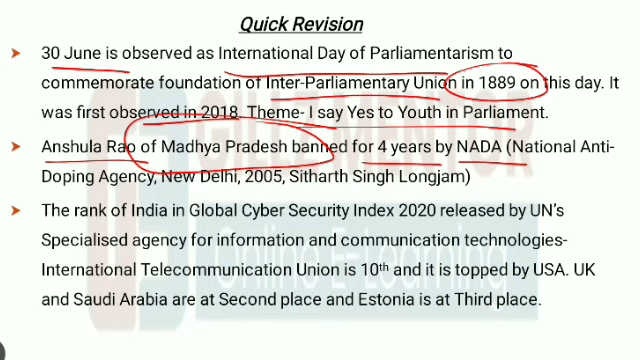 Quick Revision
30 June is observed as International Day of Parliamentarism to
commemorate foundation of Inter-Parliamentary Union in 1889 on this day. It
was first observed in 2018. Theme- I say Yes to Youth in Parliament.
Anshula Rao of Madhya Pradesh banned for 4 years by NADA (National Anti-
Doping Agency, New Delhi, 2005, Sitharth Singh Longjam)
The rank of India in Global Cyber Security Index 2020 released by UN's
Specialised agency for information and communication technologies-
International Telecommunication Union is 10th and it is topped by USA. UK
and Saudi Arabia are at Second place and Estonia is at Third place.
Online E-Learning